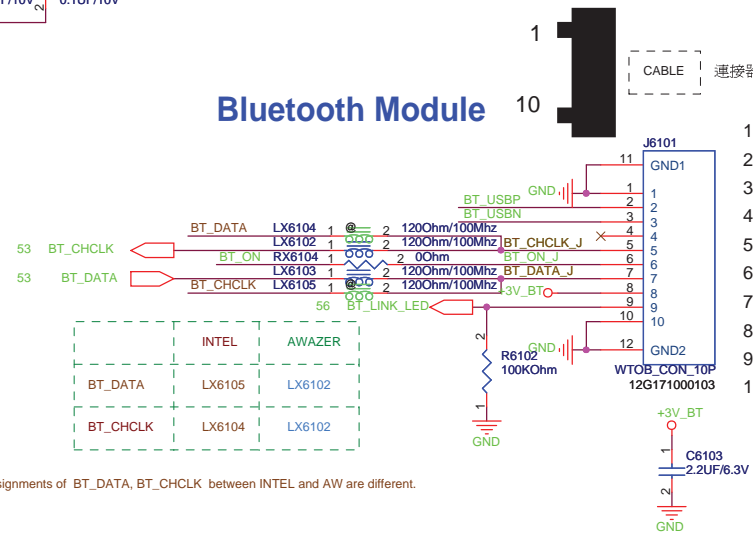 0.1UF/10V
2
1
CABLE
連接器
Bluetooth Module
10
J6101
1
2
3
4
5
6
7
8
9
1
11 GND1
GND
1 1
BT_USBP 2 2
BT_USBN 3 3
4 4
BT_DATA LX6104 1 @ 2 120Ohm/100Mhz
53 BT_CHCLK LX6102 1 2 120Ohm/100Mhz BT_CHCLK_J 5 5
BT_ON RX6104 1 2 0Ohm BT_ON_J 6 6
53 BT_DATA LX6103 1 2 120Ohm/100Mhz BT_DATA_J 7 7
BT_CHCLK LX6105 1 @ 2 120Ohm/100Mhz +3V_BT 8 8
56 BT_LINK_LED 9 9
10 10
GND 12 GND2
2
R6102
100KOhm
1
GND
WTOB_CON_10P
12G171000103
INTEL AWAZER
BT_DATA LX6105 LX6102
BT_CHCLK LX6104 LX6102
+3V_BT
1
C6103
2.2UF/6.3V
2
GND
signments of BT_DATA, BT_CHCLK between INTEL and AW are different.